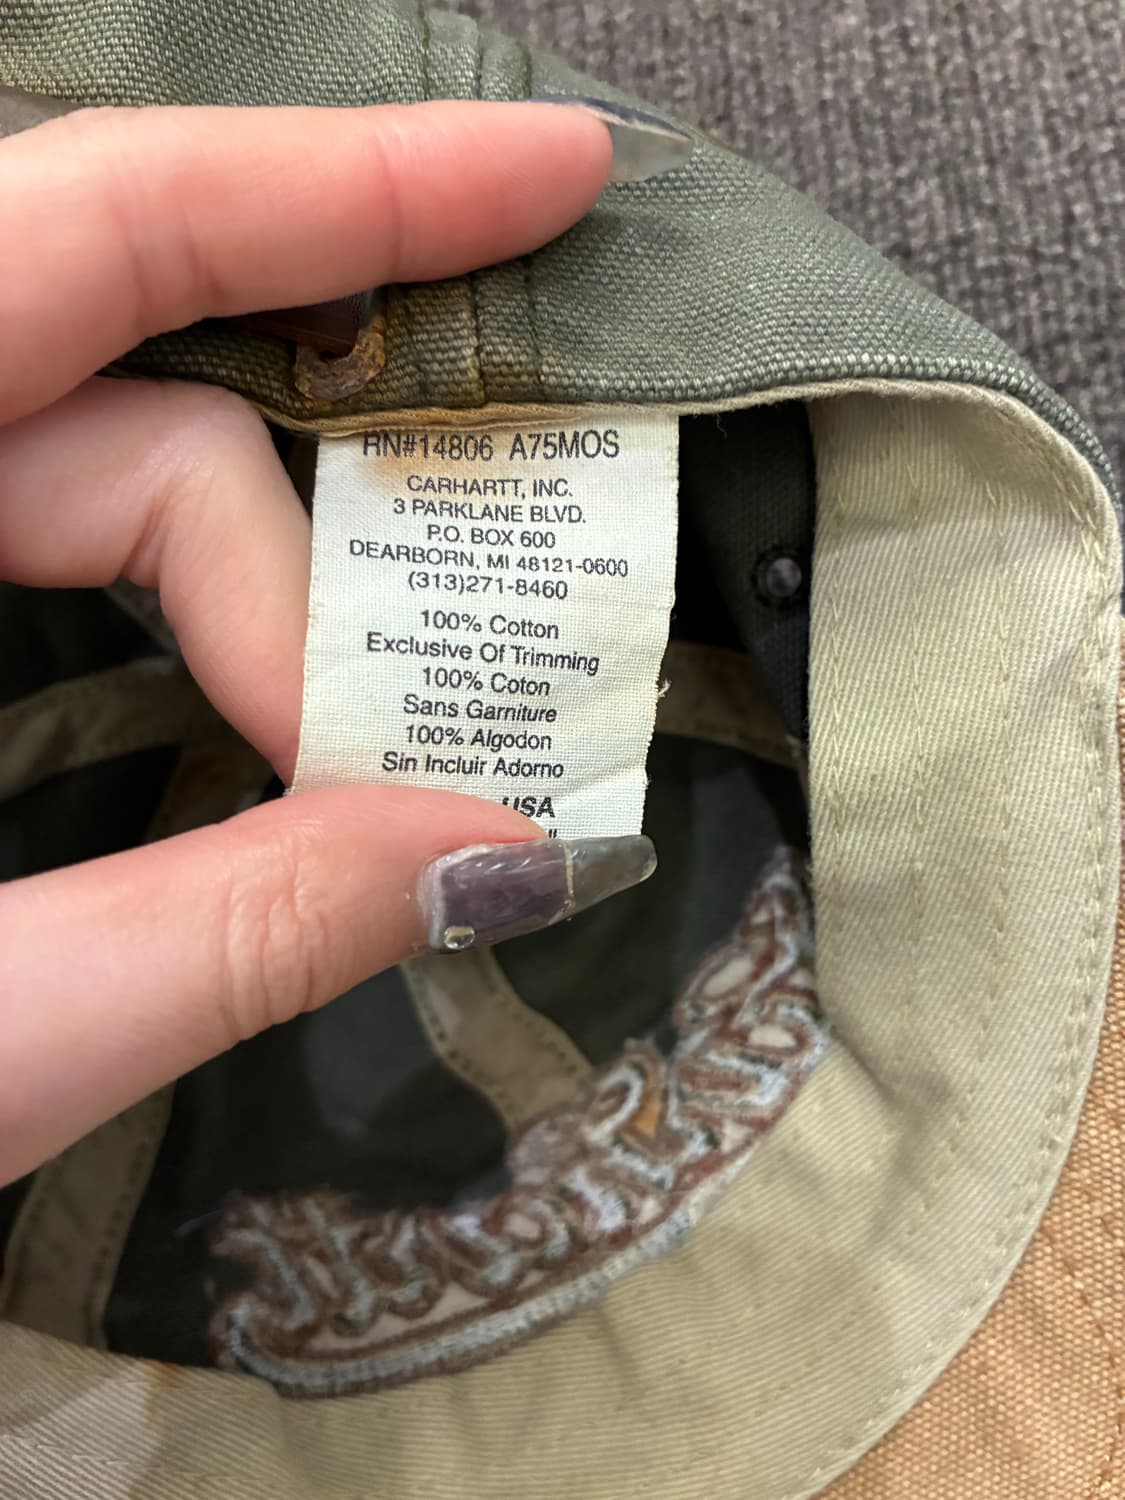 RN#14806 A75MOS
CARHARTT, INC.
3 PARKLANE BLVD.
P.O. BOX 600
DEARBORN, MI 48121-0600
(313)271-8460
100% Cotton
Exclusive Of Trimming
100% Coton
Sans Garniture
100% Algodon
Sin Incluir Adorno
USA